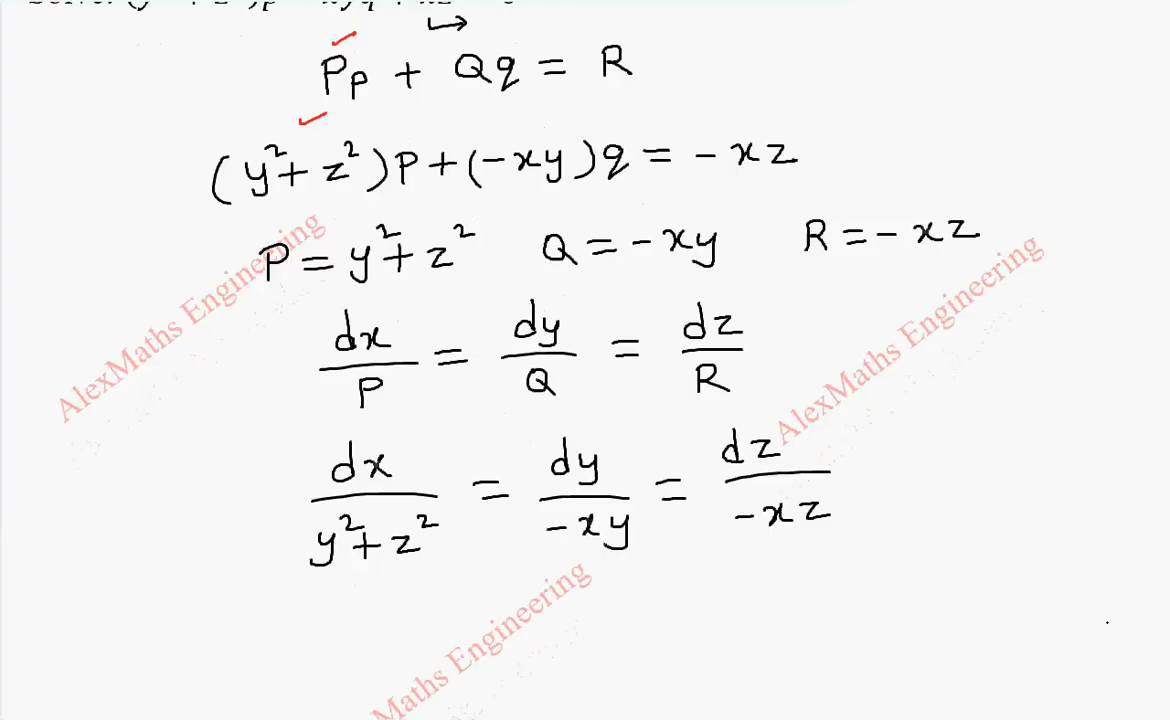 Pp + Qq = R
(y² + z²)p + (-xy)q = -xz
P = y² + z² Q = -xy R = -xz
dx/P = dy/Q = dz/R
dx/(y² + z²) = dy/(-xy) = dz/(-xz)
AlexMaths Engineering
AlexMaths Engineering
AlexMaths Engineering